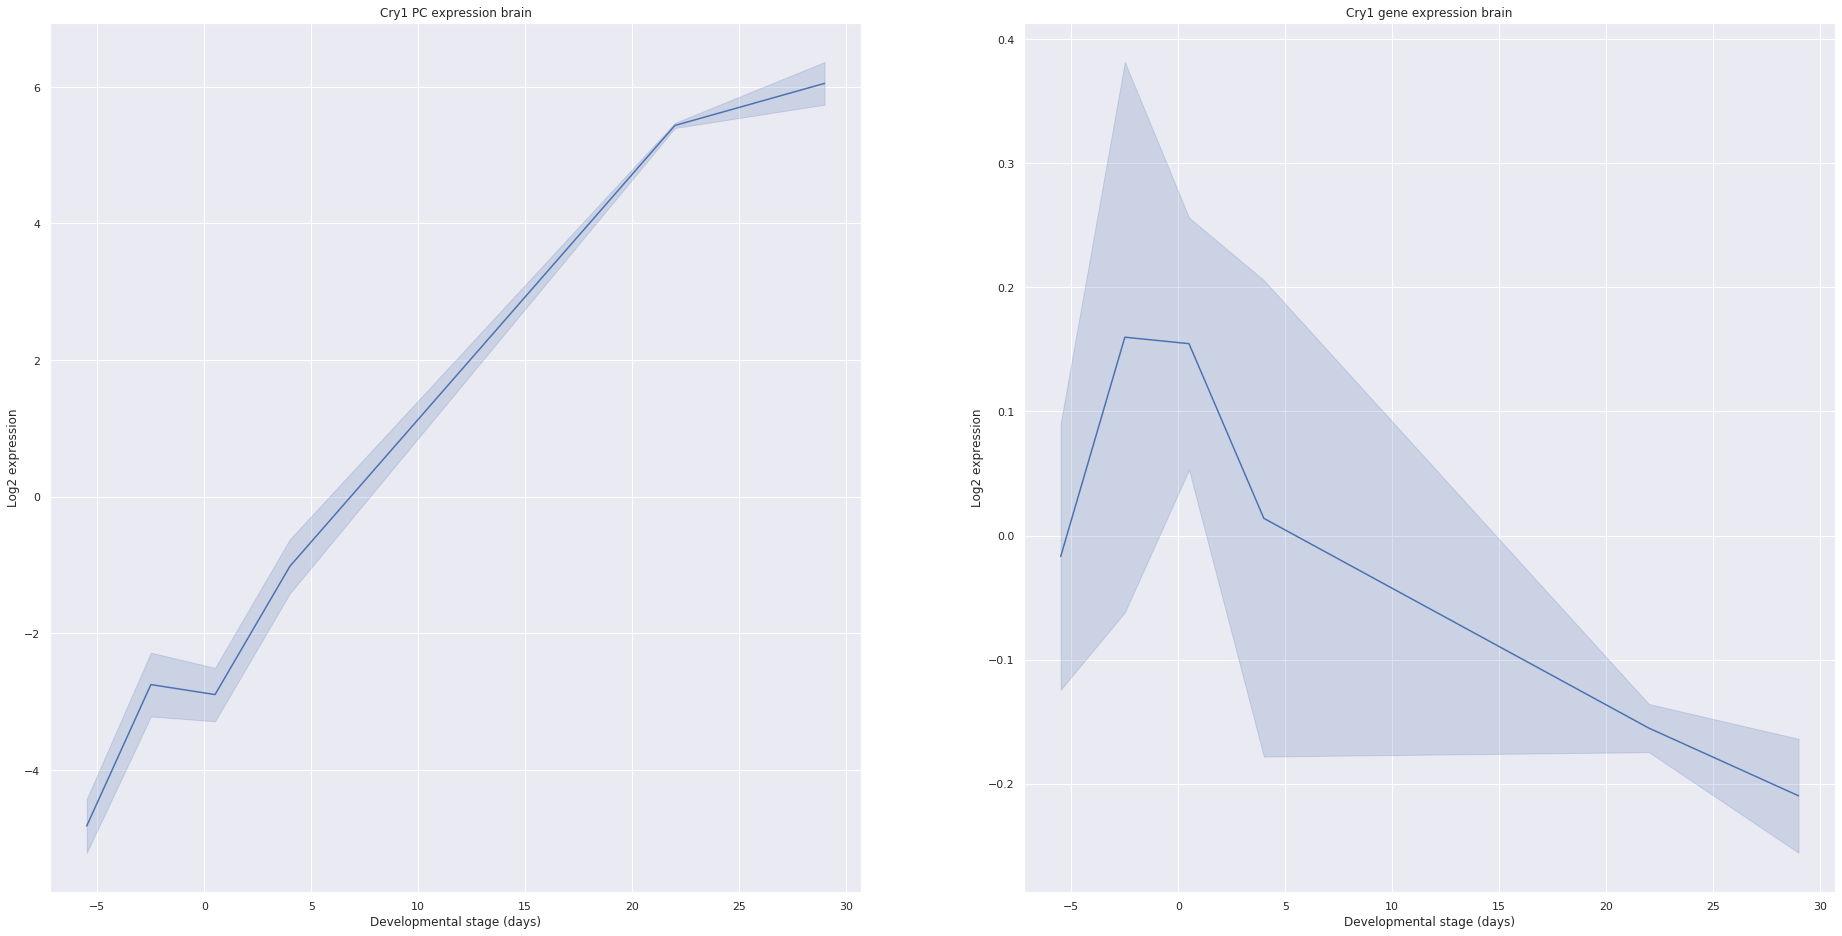 Cry1 PC expression brain
6
4
2
0
−2
−4
Log2 expression
−5 0 5 10 15 20 25 30
Developmental stage (days)
Cry1 gene expression brain
0.4
0.3
0.2
0.1
0.0
−0.1
−0.2
Log2 expression
−5 0 5 10 15 20 25 30
Developmental stage (days)